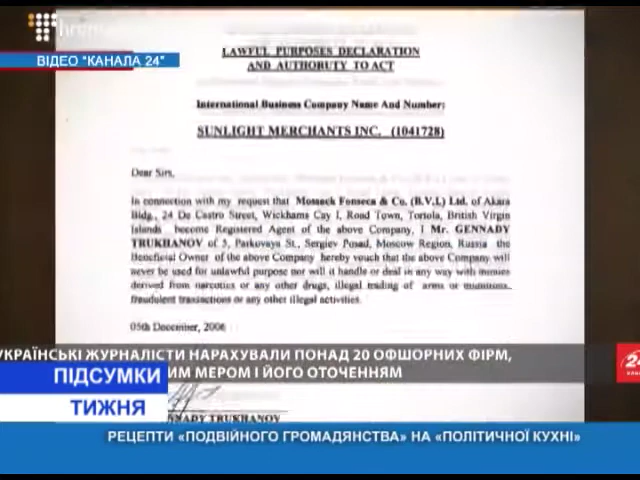 hromadske
ВІДЕО "КАНАЛА 24"
LAWFUL PURPOSES DECLARATION
AND AUTHORUTY TO ACT
International Business Company Name And Number:
SUNLIGHT MERCHANTS INC. (1041728)
Dear Sirs,
In connection with my request that Mossack Fonseca & Co. (B.V.I.) Ltd. of Akara
Bldg., 24 De Castro Street, Wickhams Cay I, Road Town, Tortola, British Virgin
Islands become Registered Agent of the above Company, I Mr. GENNADY
TRUKHANOV of 5, Parkovaya St., Sergiev Posad, Moscow Region, Russia the
Beneficial Owner of the above Company hereby vouch that the above Company will
never be used for unlawful purpose nor will it handle or deal in any way with monies
derived from narcotics or any other drugs, illegal trading of arms or munitions,
fraudulent transactions or any other illegal activities.
05th December, 2006
УКРАЇНСЬКІ ЖУРНАЛІСТИ НАРАХУВАЛИ ПОНАД 20 ОФШОРНИХ ФІРМ,
ИМ МЕРОМ І ЙОГО ОТОЧЕННЯМ
24
ПІДСУМКИ
ТИЖНЯ
NNADY TRUKHANOV
РЕЦЕПТИ «ПОДВІЙНОГО ГРОМАДЯНСТВА» НА «ПОЛІТИЧНОЇ КУХНІ»